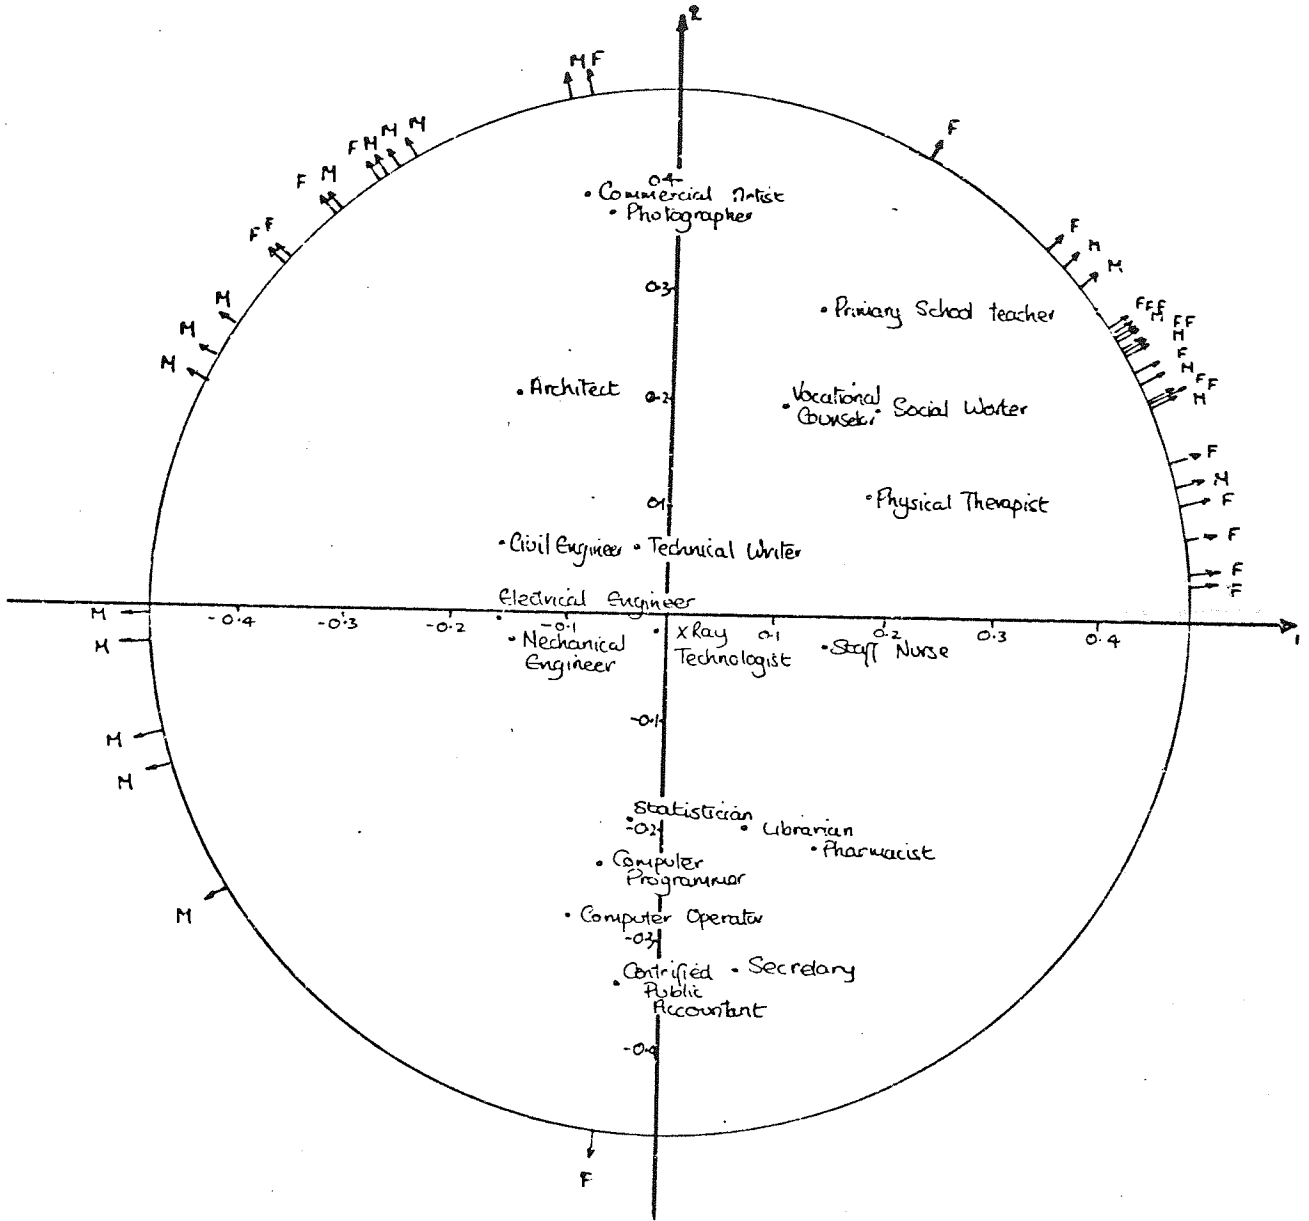 2
M F
F
F M M M
F M
F F
F
M
M
M
M
M
F F F
M F F
M
F
M
F F
M
F
M
F
F
F
F
0.4
Commercial Artist
Photographer
0.3
Primary School teacher
Architect
0.2
Vocational
Counselor
Social Worker
0.1
Physical Therapist
Civil Engineer
Technical Writer
Electrical Engineer
M
M
-0.4 -0.3 -0.2 -0.1 0.1 0.2 0.3 0.4 1
Mechanical
Engineer
X Ray
Technologist
Staff Nurse
-0.1
M
M
Statistician
-0.2
Librarian
Pharmacist
Computer
Programmer
M
Computer Operator
-0.3
Contrified
Public
Accountant
Secretary
-0.4
F